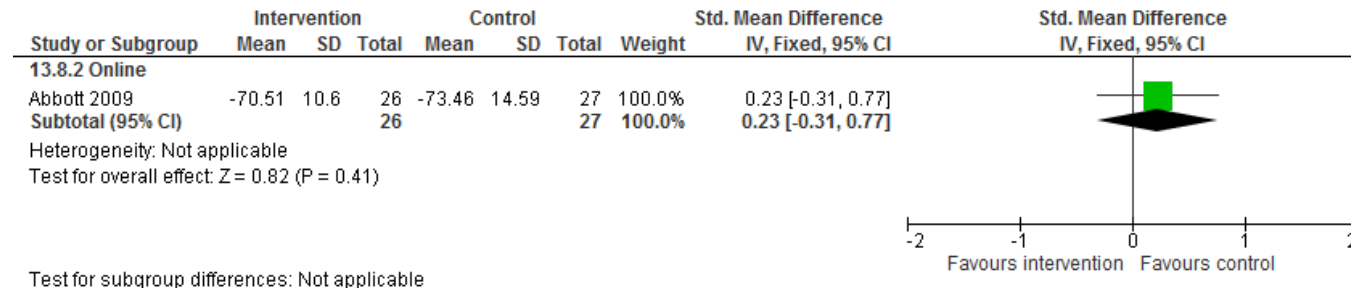 Intervention Control Std. Mean Difference Std. Mean Difference
Study or Subgroup Mean SD Total Mean SD Total Weight IV, Fixed, 95% CI IV, Fixed, 95% CI
13.8.2 Online
Abbott 2009 -70.51 10.6 26 -73.46 14.59 27 100.0% 0.23 [-0.31, 0.77]
Subtotal (95% CI) 26 27 100.0% 0.23 [-0.31, 0.77]
Heterogeneity: Not applicable
Test for overall effect: Z = 0.82 (P = 0.41)
-2 -1 0 1 2
Favours intervention Favours control
Test for subgroup differences: Not applicable